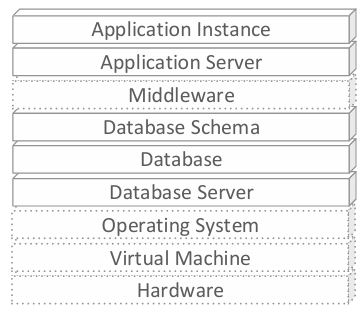 Application Instance
Application Server
Middleware
Database Schema
Database
Database Server
Operating System
Virtual Machine
Hardware